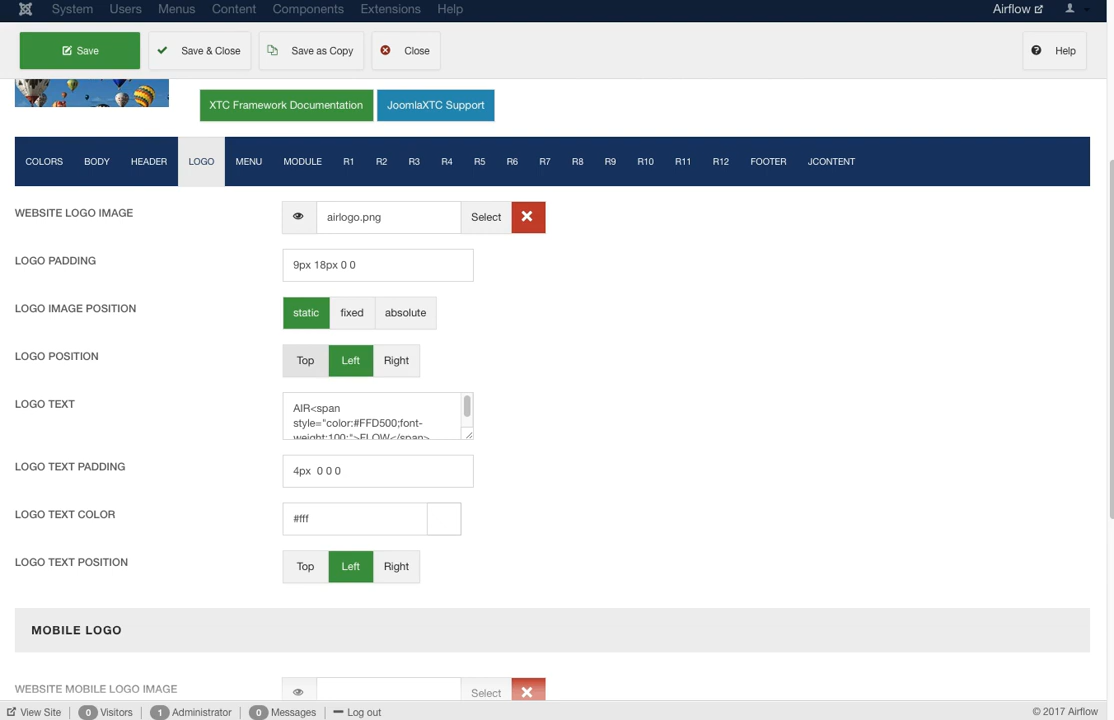 System Users Menus Content Components Extensions Help Airflow
Save Save & Close Save as Copy Close Help
XTC Framework Documentation JoomlaXTC Support
COLORS BODY HEADER LOGO MENU MODULE R1 R2 R3 R4 R5 R6 R7 R8 R9 R10 R11 R12 FOOTER JCONTENT
WEBSITE LOGO IMAGE airlogo.png Select
LOGO PADDING 9px 18px 0 0
LOGO IMAGE POSITION static fixed absolute
LOGO POSITION Top Left Right
LOGO TEXT AIR<span
style="color:#FFD500;font-
weight:100;">FLOW</span>
LOGO TEXT PADDING 4px  0 0 0
LOGO TEXT COLOR #fff
LOGO TEXT POSITION Top Left Right
MOBILE LOGO
WEBSITE MOBILE LOGO IMAGE Select
View Site 0 Visitors 1 Administrator 0 Messages Log out © 2017 Airflow